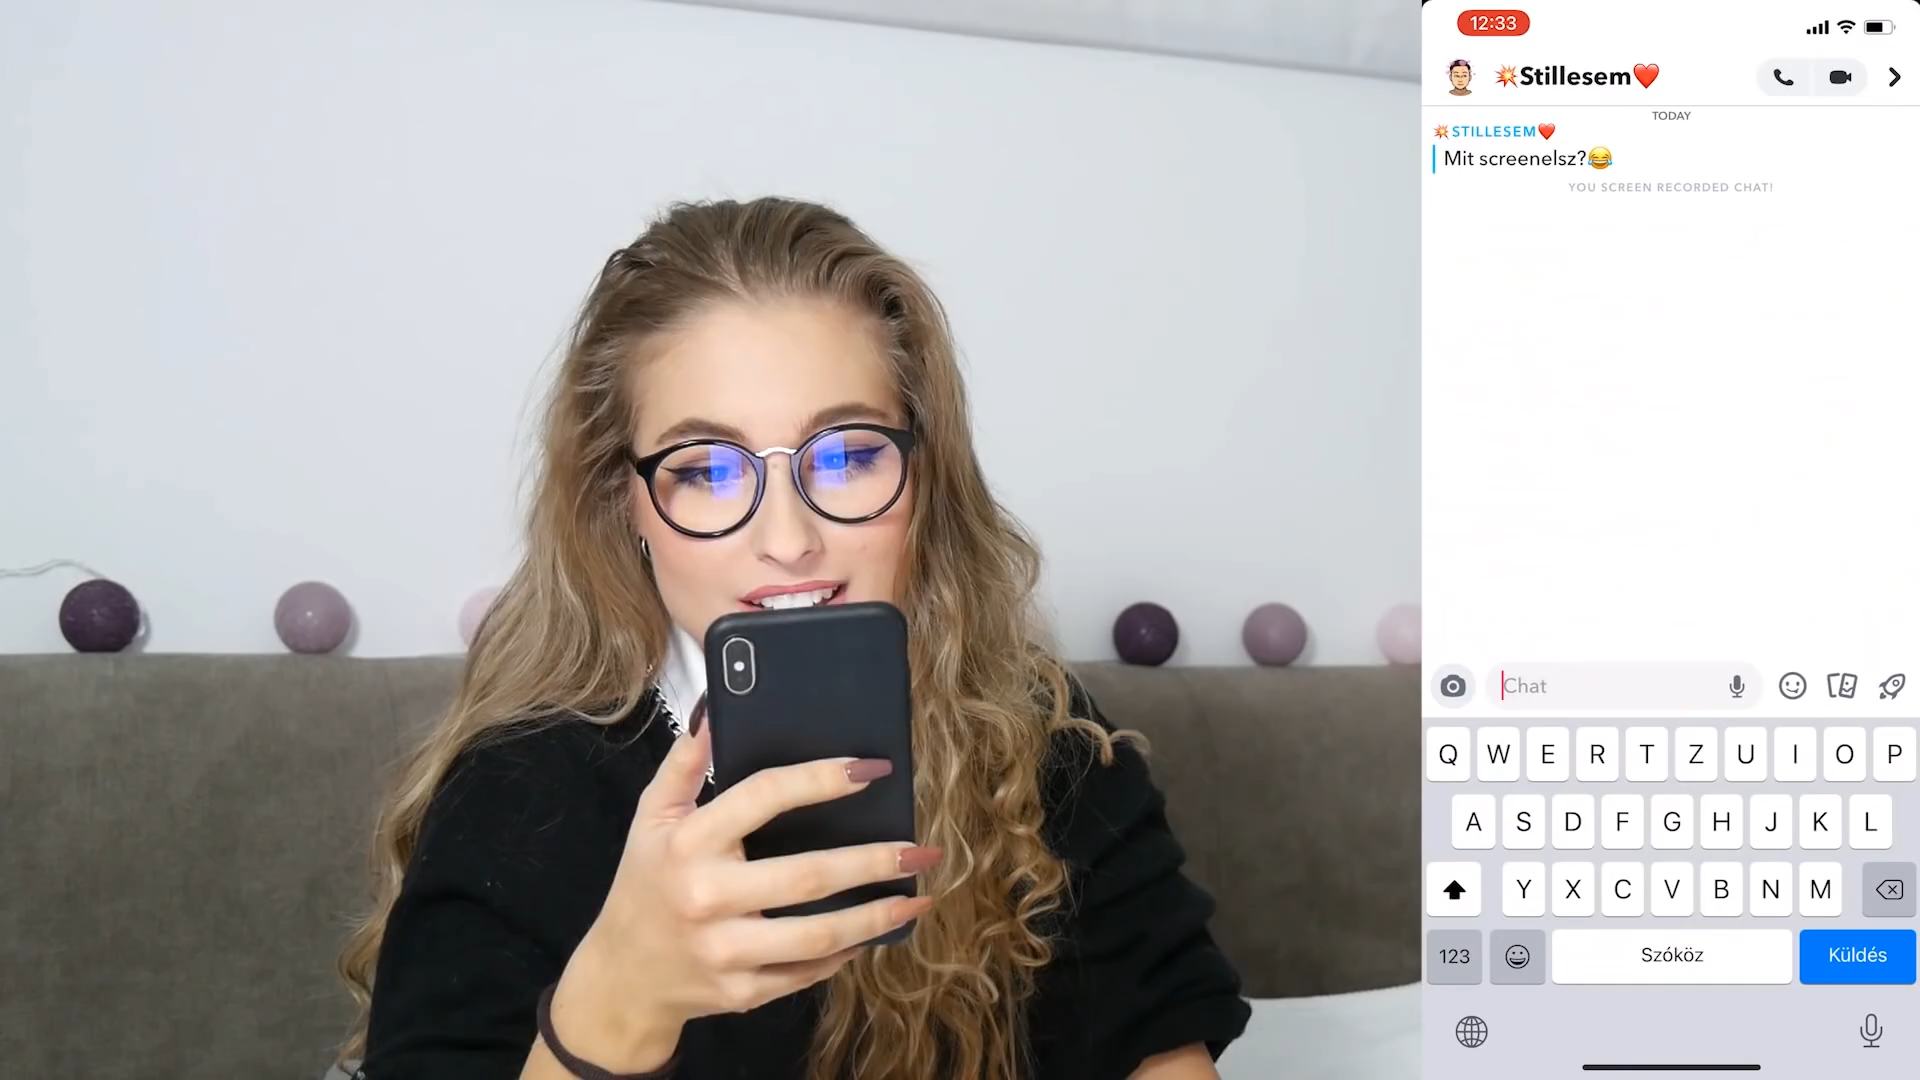 12:33
💥Stillesem❤️
TODAY
💥STILLESEM❤️
Mit screenelsz?😂
YOU SCREEN RECORDED CHAT!
Chat
Q W E R T Z U I O P
A S D F G H J K L
Y X C V B N M
123 Szóköz Küldés